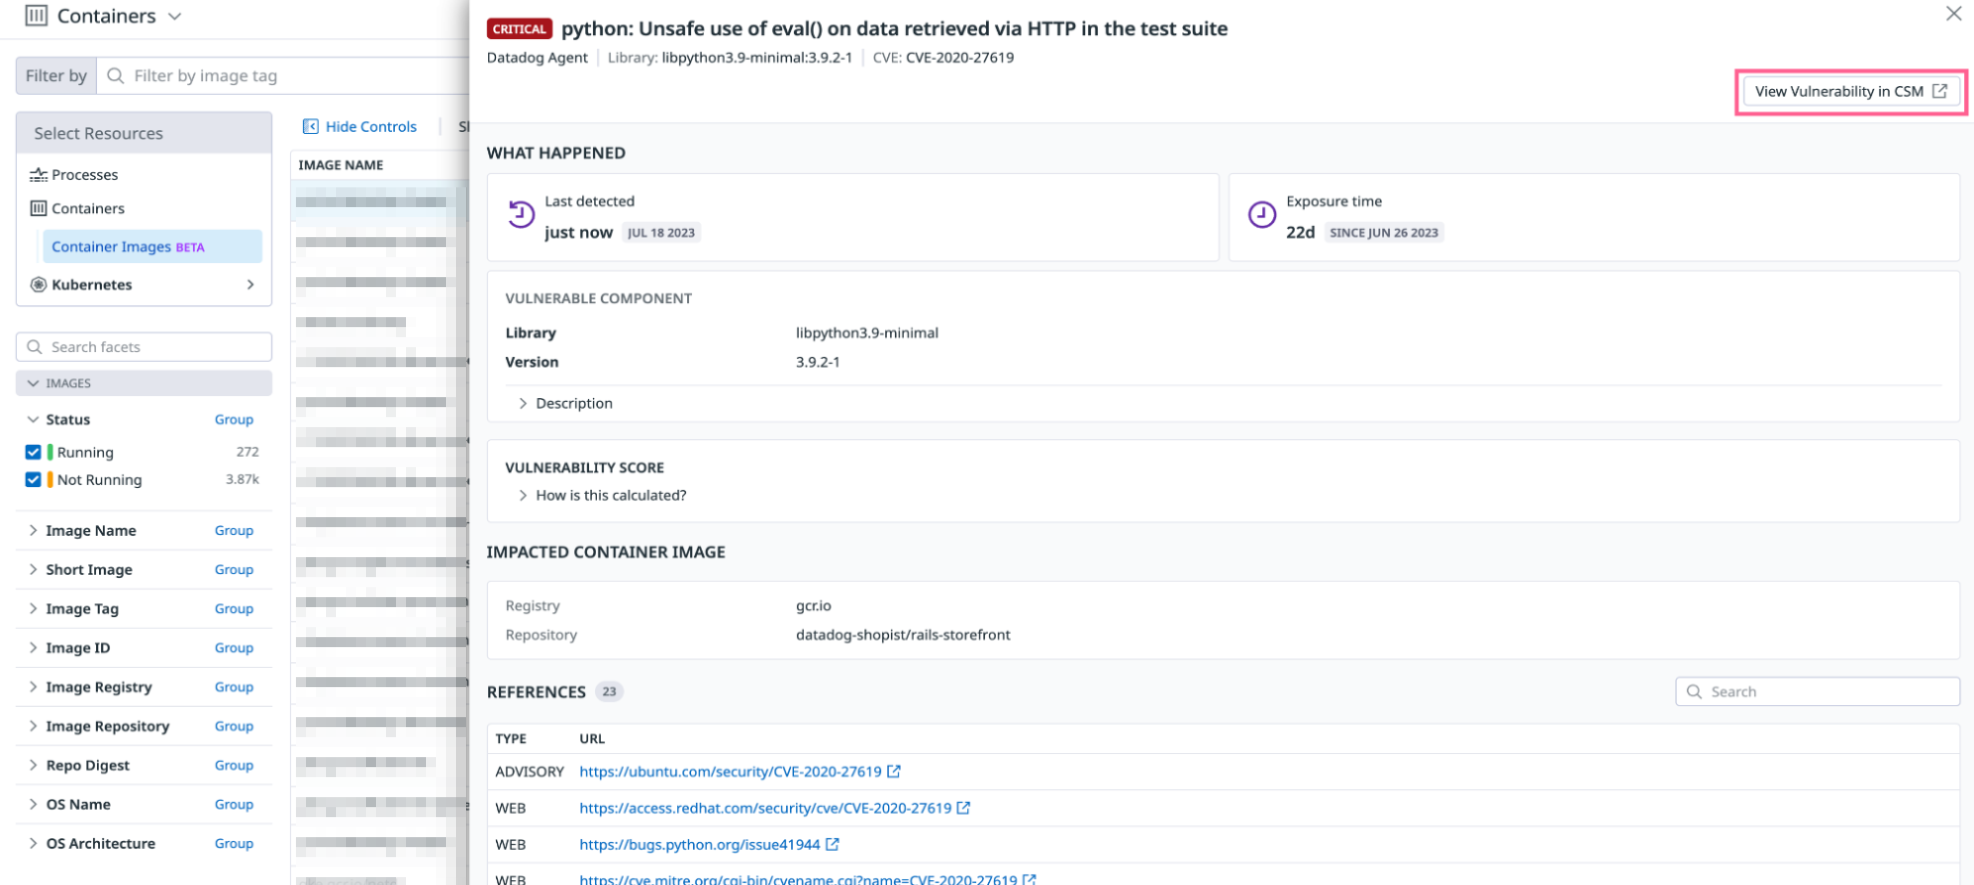 Containers
Filter by
Filter by image tag
Select Resources
Processes
Containers
Container Images BETA
Kubernetes
Search facets
IMAGES
Status Group
Running 272
Not Running 3.87k
Image Name Group
Short Image Group
Image Tag Group
Image ID Group
Image Registry Group
Image Repository Group
Repo Digest Group
OS Name Group
OS Architecture Group
Hide Controls
IMAGE NAME
CRITICAL python: Unsafe use of eval() on data retrieved via HTTP in the test suite
Datadog Agent Library: libpython3.9-minimal:3.9.2-1 CVE: CVE-2020-27619
View Vulnerability in CSM
WHAT HAPPENED
Last detected
just now JUL 18 2023
Exposure time
22d SINCE JUN 26 2023
VULNERABLE COMPONENT
Library libpython3.9-minimal
Version 3.9.2-1
Description
VULNERABILITY SCORE
How is this calculated?
IMPACTED CONTAINER IMAGE
Registry gcr.io
Repository datadog-shopist/rails-storefront
REFERENCES 23
Search
TYPE URL
ADVISORY https://ubuntu.com/security/CVE-2020-27619
WEB https://access.redhat.com/security/cve/CVE-2020-27619
WEB https://bugs.python.org/issue41944
WEB https://cve.mitre.org/cgi-bin/cvename.cgi?name=CVE-2020-27619